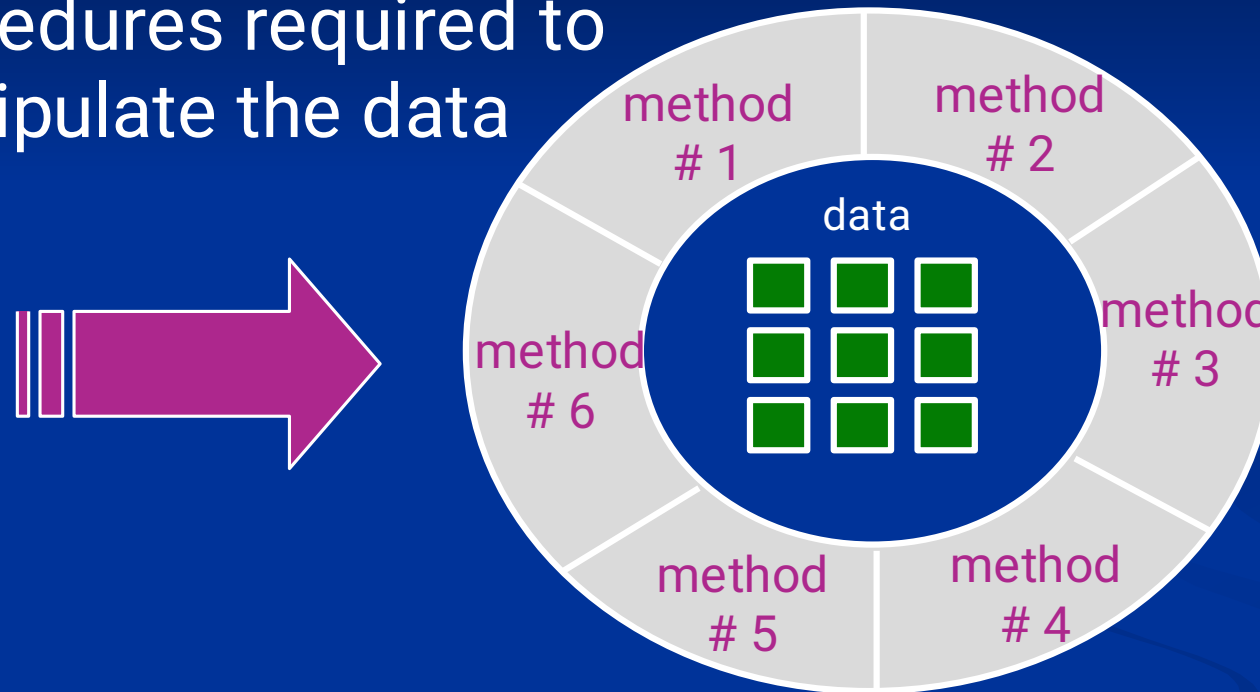 edures required to
ipulate the data
method
# 1
method
# 2
data
method
# 3
method
# 6
method
# 5
method
# 4